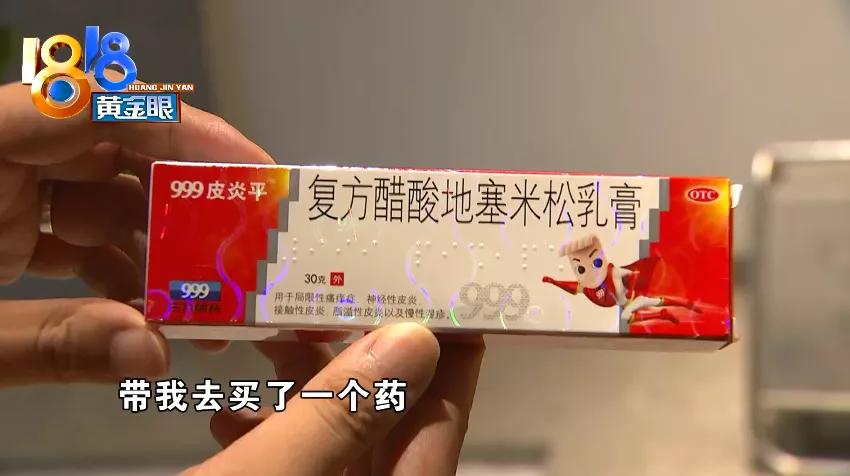 1818
HUANG JIN YAN
黄金眼
999皮炎平
复方醋酸地塞米松乳膏
OTC
30克 外
用于局限性瘙痒症、神经性皮炎、
接触性皮炎、脂溢性皮炎以及慢性湿疹。
999
999
带我去买了一个药